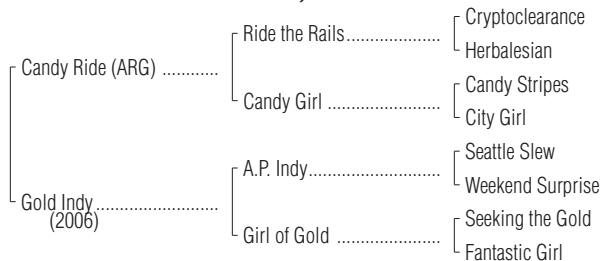 Cryptoclearance
Ride the Rails....................
Herbalesian
Candy Ride (ARG) ............
Candy Stripes
Candy Girl ........................
City Girl
Seattle Slew
A.P. Indy............................
Weekend Surprise
Gold Indy..........................
(2006)
Seeking the Gold
Girl of Gold ......................
Fantastic Girl